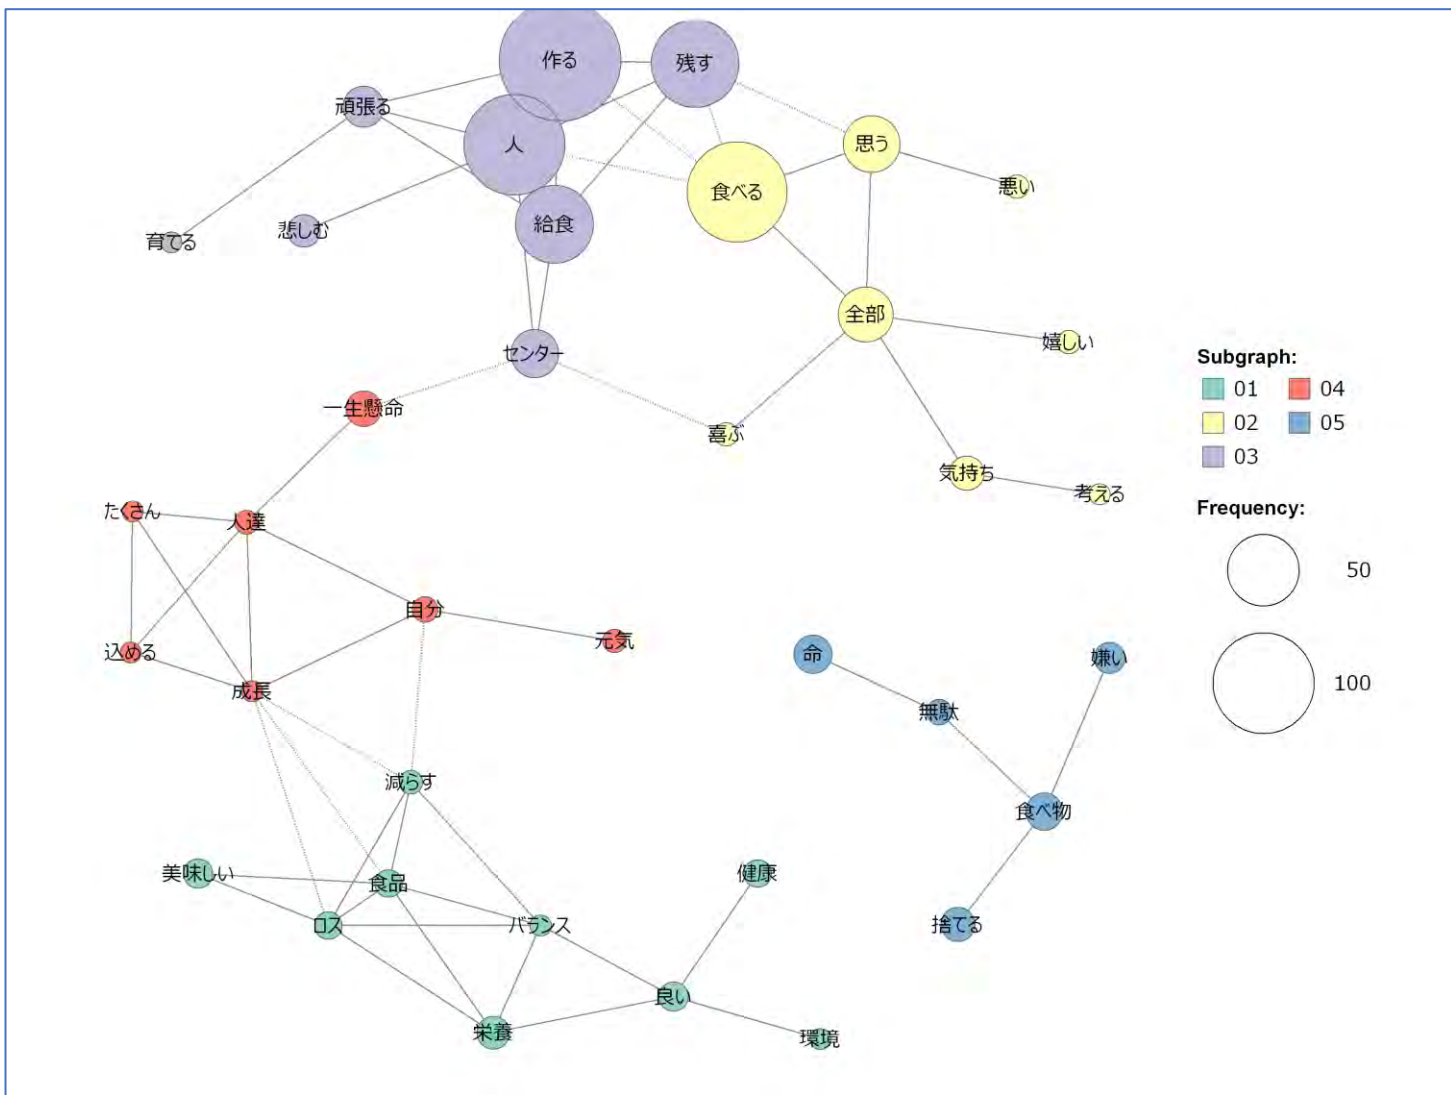 作る
残す
頑張る
人
思う
食べる
悪い
給食
悲しむ
育てる
全部
嬉しい
センター
一生懸命
喜ぶ
気持ち
考える
たくさん
人達
自分
元気
込める
成長
命
嫌い
無駄
減らす
食べ物
美味しい
食品
健康
ロス
バランス
捨てる
良い
栄養
環境
Subgraph:
01 04
02 05
03
Frequency:
50
100